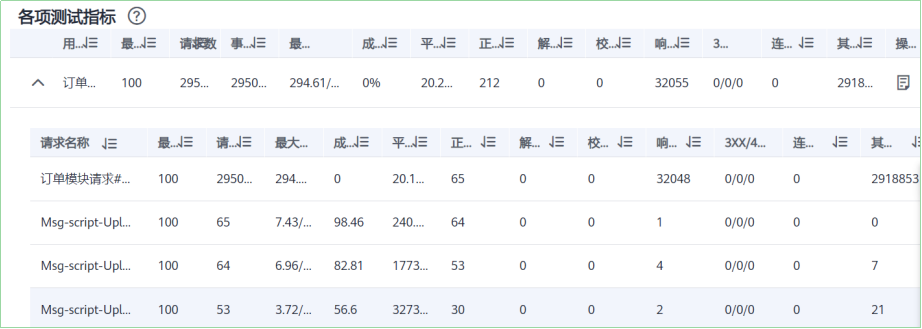 各项测试指标 ?
用... 最... 请求数 事... 最... 成... 平... 正... 解... 校... 响... 3... 连... 其... 操...
订单... 100 295... 2950... 294.61/... 0% 20.2... 212 0 0 32055 0/0/0 0 2918...
请求名称 最... 请... 最大... 成... 平... 正... 解... 校... 响... 3XX/4... 连... 其...
订单模块请求#... 100 2950... 294.... 0 20.1... 65 0 0 32048 0/0/0 0 2918853
Msg-script-Upl... 100 65 7.43/... 98.46 240.... 64 0 0 1 0/0/0 0 0
Msg-script-Upl... 100 64 6.96/... 82.81 1773... 53 0 0 4 0/0/0 0 7
Msg-script-Upl... 100 53 3.72/... 56.6 3273... 30 0 0 2 0/0/0 0 21